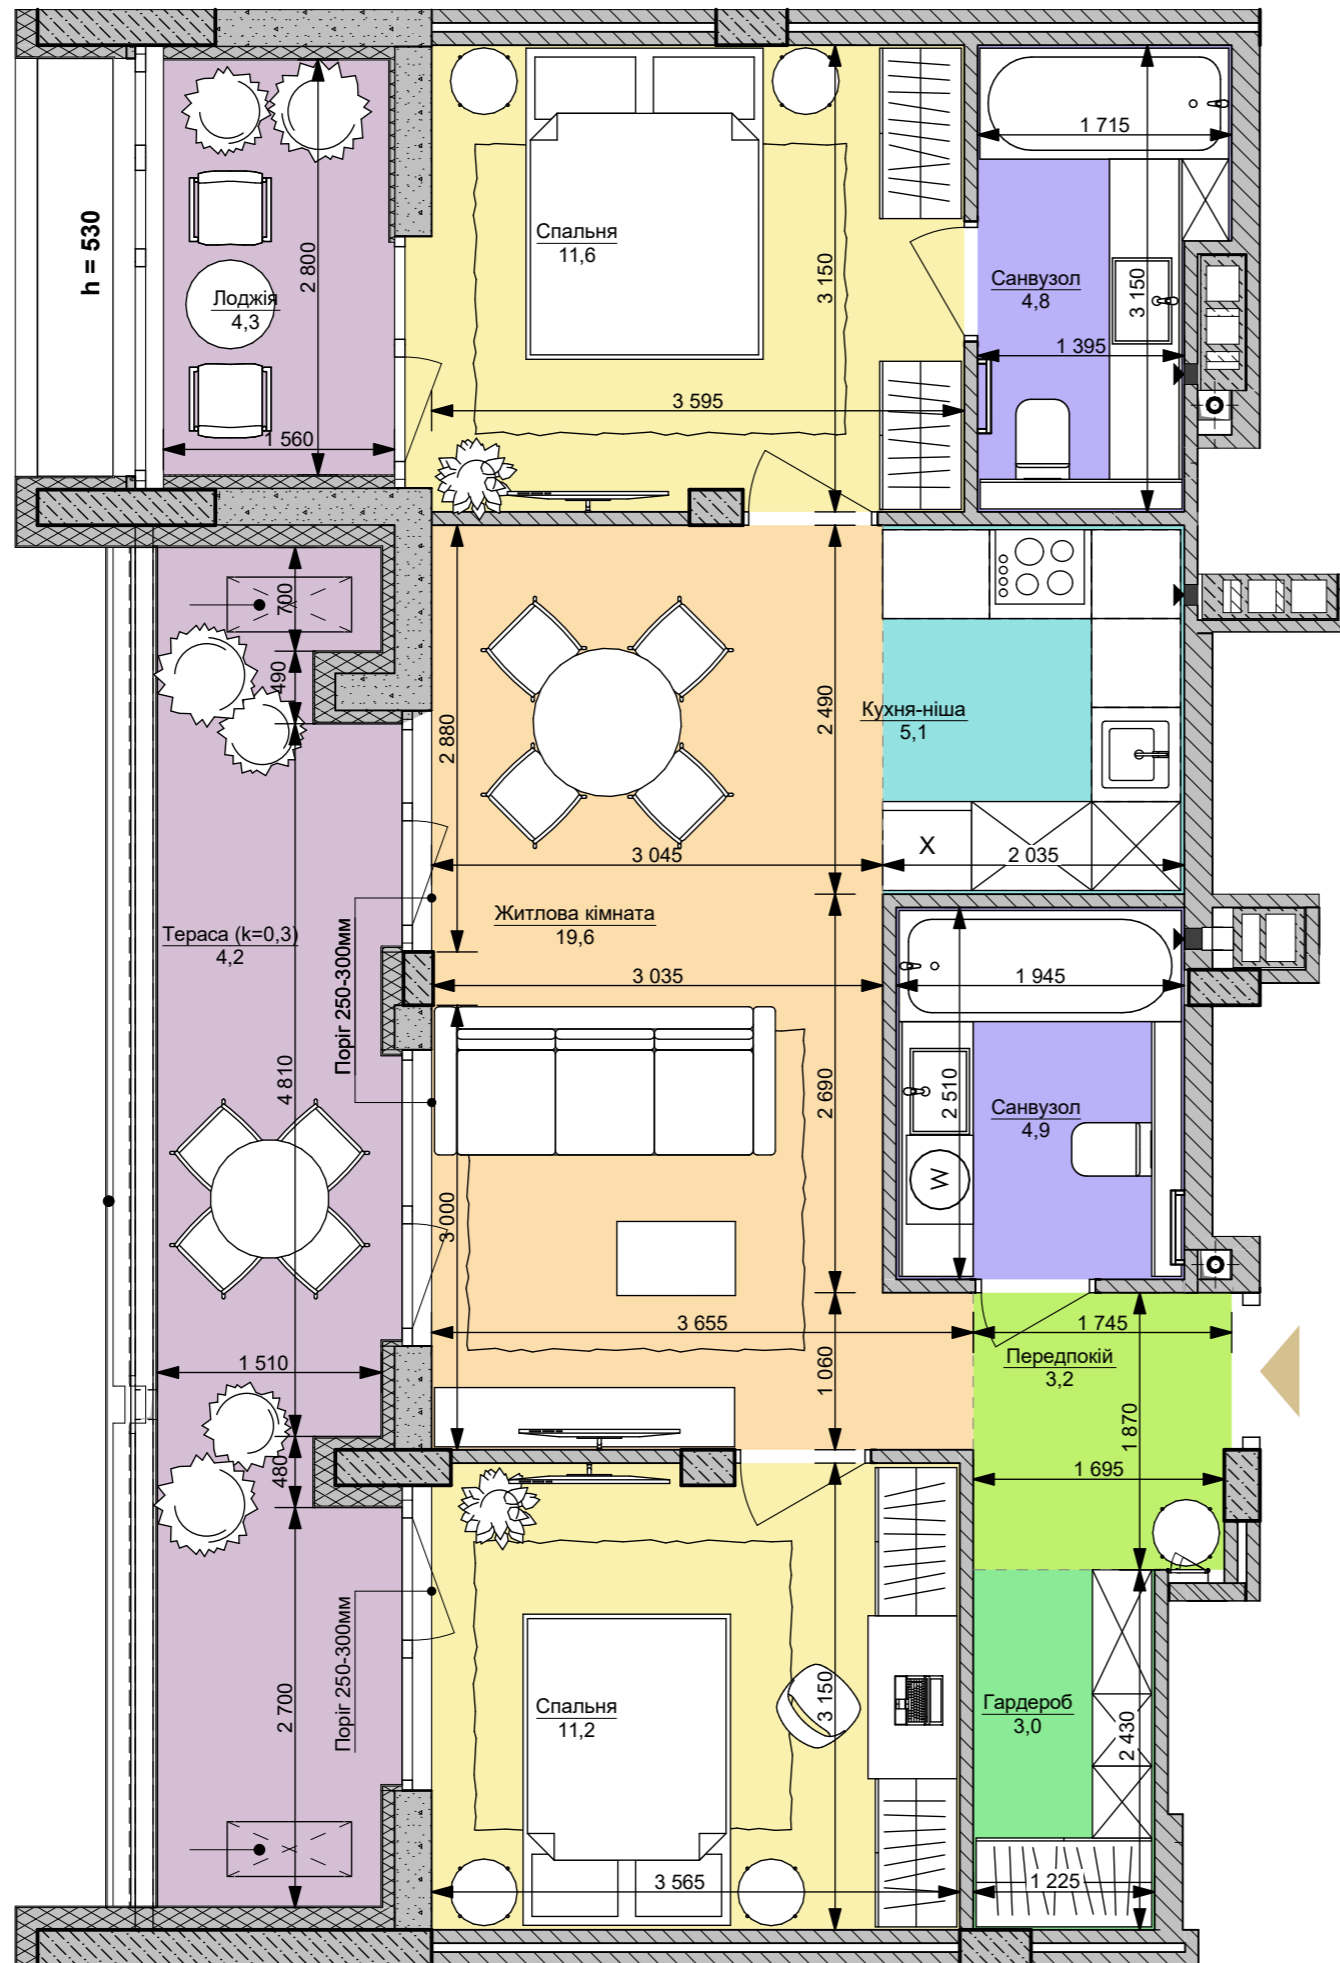 h = 530
2 800
Лоджія
4,3
1 560
Спальня
11,6
3 150
3 595
1 715
Санвузол
4,8
3 150
1 395
700
490
2 880
2 490
Кухня-ніша
5,1
3 045
X
2 035
Житлова кімната
19,6
Тераса (k=0,3)
4,2
Поріг 250-300мм
3 035
1 945
4 810
2 690
2 510
Санвузол
4,9
W
3 000
3 655
1 745
1 060
Передпокій
3,2
1 510
1 870
480
1 695
Поріг 250-300мм
2 700
Спальня
11,2
3 150
Гардероб
3,0
2 430
3 565
1 225